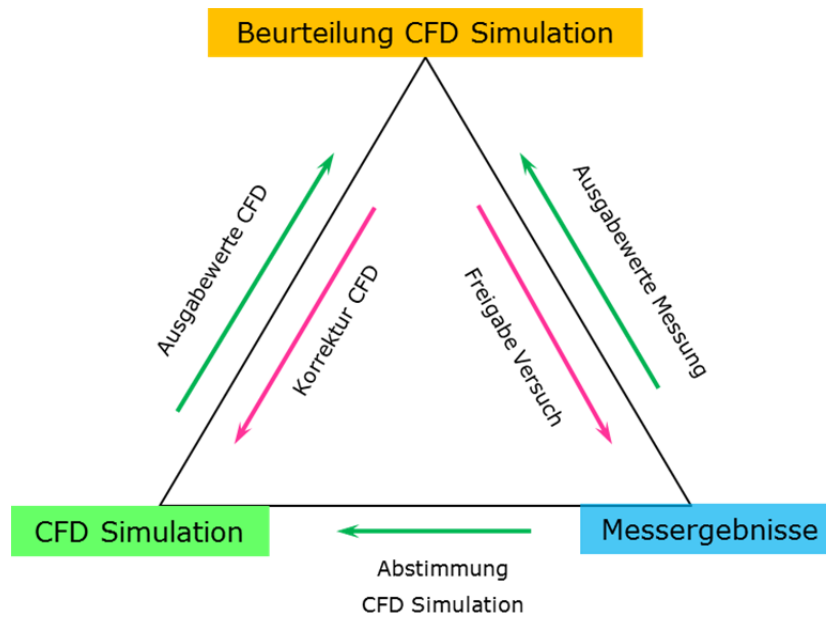 Beurteilung CFD Simulation
Ausgabewerte CFD
Korrektur CFD
Freigabe Versuch
Ausgabewerte Messung
CFD Simulation
Messergebnisse
Abstimmung
CFD Simulation